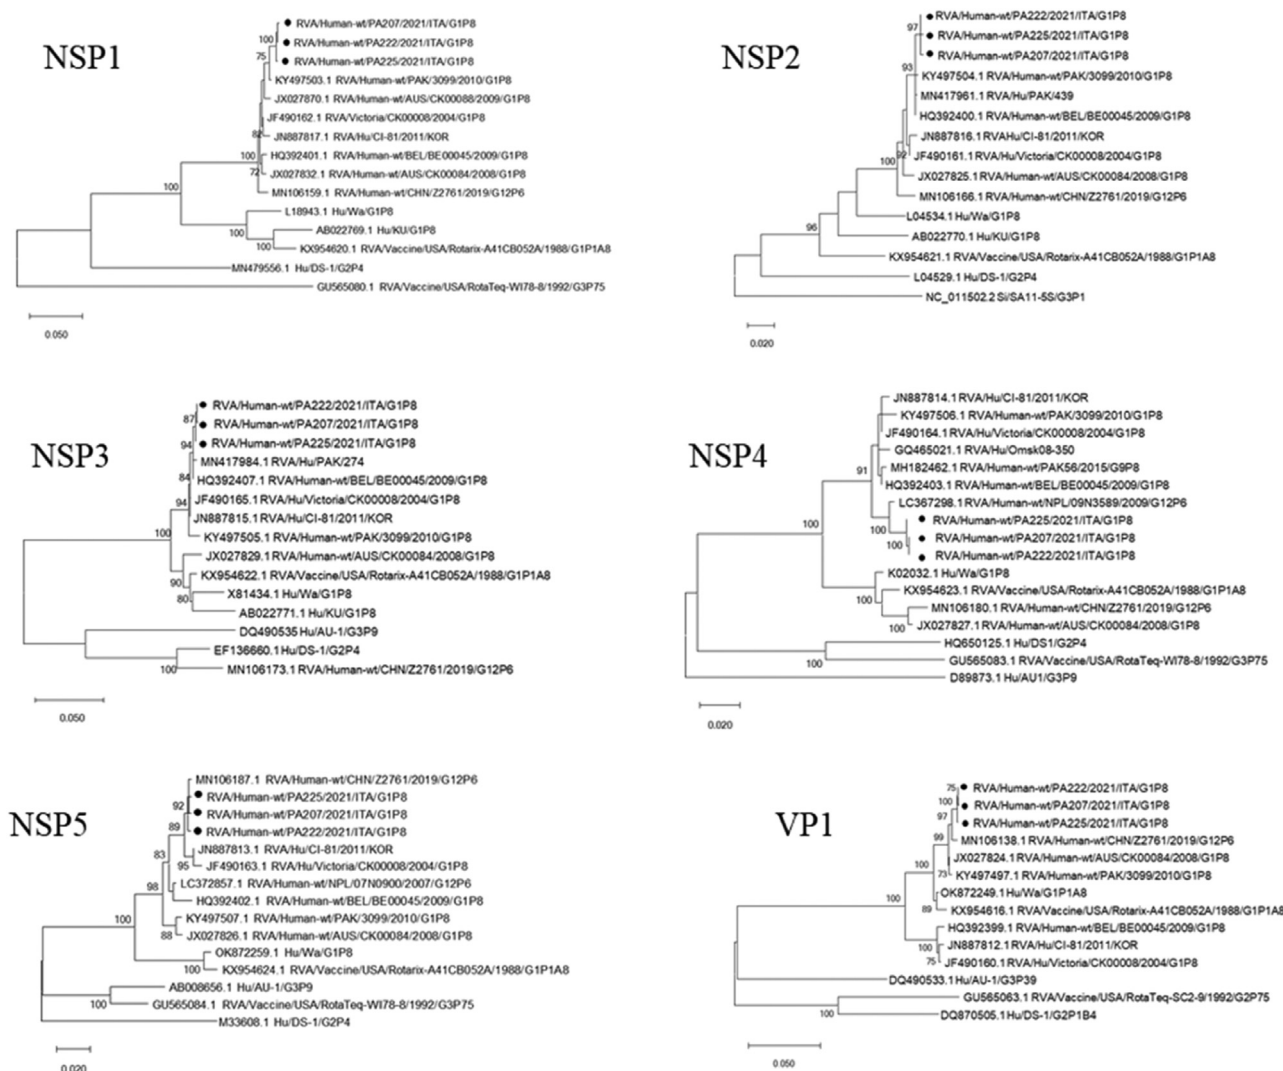 NSP1
RVA/Human-wt/PA207/2021/ITA/G1P8
100
RVA/Human-wt/PA222/2021/ITA/G1P8
75
RVA/Human-wt/PA225/2021/ITA/G1P8
KY497503.1 RVA/Human-wt/PAK/3099/2010/G1P8
JX027870.1 RVA/Human-wt/AUS/CK00088/2009/G1P8
JF490162.1 RVA/Victoria/CK00008/2004/G1P8
82
JN887817.1 RVA/Hu/CI-81/2011/KOR
100
HQ392401.1 RVA/Human-wt/BEL/BE00045/2009/G1P8
72
JX027832.1 RVA/Human-wt/AUS/CK00084/2008/G1P8
100
MN106159.1 RVA/Human-wt/CHN/Z2761/2019/G12P6
L18943.1 Hu/Wa/G1P8
100
AB022769.1 Hu/KU/G1P8
100
KX954620.1 RVA/Vaccine/USA/Rotarix-A41CB052A/1988/G1P1A8
MN479556.1 Hu/DS-1/G2P4
GU565080.1 RVA/Vaccine/USA/RotaTeq-WI78-8/1992/G3P75
0.050
NSP2
RVA/Human-wt/PA222/2021/ITA/G1P8
97
RVA/Human-wt/PA225/2021/ITA/G1P8
RVA/Human-wt/PA207/2021/ITA/G1P8
93
KY497504.1 RVA/Human-wt/PAK/3099/2010/G1P8
MN417961.1 RVA/Hu/PAK/439
HQ392400.1 RVA/Human-wt/BEL/BE00045/2009/G1P8
JN887816.1 RVAHu/CI-81/2011/KOR
92
JF490161.1 RVA/Hu/Victoria/CK00008/2004/G1P8
100
JX027825.1 RVA/Human-wt/AUS/CK00084/2008/G1P8
MN106166.1 RVA/Human-wt/CHN/Z2761/2019/G12P6
L04534.1 Hu/Wa/G1P8
96
AB022770.1 Hu/KU/G1P8
KX954621.1 RVA/Vaccine/USA/Rotarix-A41CB052A/1988/G1P1A8
L04529.1 Hu/DS-1/G2P4
NC_011502.2 Si/SA11-5S/G3P1
0.020
NSP3
RVA/Human-wt/PA222/2021/ITA/G1P8
87
RVA/Human-wt/PA207/2021/ITA/G1P8
94
RVA/Human-wt/PA225/2021/ITA/G1P8
MN417984.1 RVA/Hu/PAK/274
84
HQ392407.1 RVA/Human-wt/BEL/BE00045/2009/G1P8
94
JF490165.1 RVA/Hu/Victoria/CK00008/2004/G1P8
JN887815.1 RVA/Hu/CI-81/2011/KOR
100
KY497505.1 RVA/Human-wt/PAK/3099/2010/G1P8
JX027829.1 RVA/Human-wt/AUS/CK00084/2008/G1P8
90
KX954622.1 RVA/Vaccine/USA/Rotarix-A41CB052A/1988/G1P1A8
80
X81434.1 Hu/Wa/G1P8
AB022771.1 Hu/KU/G1P8
DQ490535 Hu/AU-1/G3P9
EF136660.1 Hu/DS-1/G2P4
100
MN106173.1 RVA/Human-wt/CHN/Z2761/2019/G12P6
0.050
NSP4
JN887814.1 RVA/Hu/CI-81/2011/KOR
KY497506.1 RVA/Human-wt/PAK/3099/2010/G1P8
JF490164.1 RVA/Hu/Victoria/CK00008/2004/G1P8
GQ465021.1 RVA/Hu/Omsk08-350
91
MH182462.1 RVA/Human-wt/PAK56/2015/G9P8
HQ392403.1 RVA/Human-wt/BEL/BE00045/2009/G1P8
LC367298.1 RVA/Human-wt/NPL/09N3589/2009/G12P6
100
RVA/Human-wt/PA225/2021/ITA/G1P8
100
RVA/Human-wt/PA207/2021/ITA/G1P8
100
RVA/Human-wt/PA222/2021/ITA/G1P8
K02032.1 Hu/Wa/G1P8
100
KX954623.1 RVA/Vaccine/USA/Rotarix-A41CB052A/1988/G1P1A8
MN106180.1 RVA/Human-wt/CHN/Z2761/2019/G12P6
100
JX027827.1 RVA/Human-wt/AUS/CK00084/2008/G1P8
HQ650125.1 Hu/DS1/G2P4
100
GU565083.1 RVA/Vaccine/USA/RotaTeq-WI78-8/1992/G3P75
D89873.1 Hu/AU1/G3P9
0.020
NSP5
MN106187.1 RVA/Human-wt/CHN/Z2761/2019/G12P6
RVA/Human-wt/PA225/2021/ITA/G1P8
92
RVA/Human-wt/PA207/2021/ITA/G1P8
89
RVA/Human-wt/PA222/2021/ITA/G1P8
83
JN887813.1 RVA/Hu/CI-81/2011/KOR
95
JF490163.1 RVA/Hu/Victoria/CK00008/2004/G1P8
98
LC372857.1 RVA/Human-wt/NPL/07N0900/2007/G12P6
HQ392402.1 RVA/Human-wt/BEL/BE00045/2009/G1P8
100
KY497507.1 RVA/Human-wt/PAK/3099/2010/G1P8
88
JX027826.1 RVA/Human-wt/AUS/CK00084/2008/G1P8
OK872259.1 Hu/Wa/G1P8
100
KX954624.1 RVA/Vaccine/USA/Rotarix-A41CB052A/1988/G1P1A8
AB008656.1 Hu/AU-1/G3P9
100
GU565084.1 RVA/Vaccine/USA/RotaTeq-WI78-8/1992/G3P75
M33608.1 Hu/DS-1/G2P4
0.020
VP1
75
RVA/Human-wt/PA222/2021/ITA/G1P8
100
RVA/Human-wt/PA207/2021/ITA/G1P8
97
RVA/Human-wt/PA225/2021/ITA/G1P8
99
MN106138.1 RVA/Human-wt/CHN/Z2761/2019/G12P6
JX027824.1 RVA/Human-wt/AUS/CK00084/2008/G1P8
73
KY497497.1 RVA/Human-wt/PAK/3099/2010/G1P8
OK872249.1 Hu/Wa/G1P1A8
100
89
KX954616.1 RVA/Vaccine/USA/Rotarix-A41CB052A/1988/G1P1A8
HQ392399.1 RVA/Human-wt/BEL/BE00045/2009/G1P8
100
JN887812.1 RVA/Hu/CI-81/2011/KOR
75
JF490160.1 RVA/Hu/Victoria/CK00008/2004/G1P8
DQ490533.1 Hu/AU-1/G3P39
GU565063.1 RVA/Vaccine/USA/RotaTeq-SC2-9/1992/G2P75
100
DQ870505.1 Hu/DS-1/G2P1B4
0.050